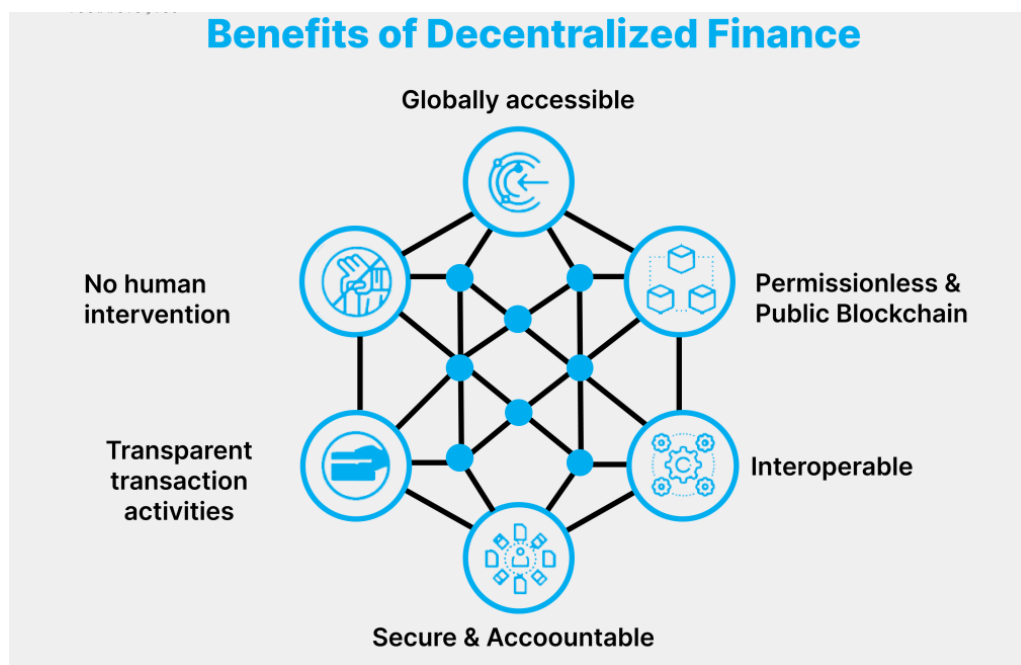 Benefits of Decentralized Finance
Globally accessible
No human
intervention
Permissionless &
Public Blockchain
Transparent
transaction
activities
Interoperable
Secure & Accoountable